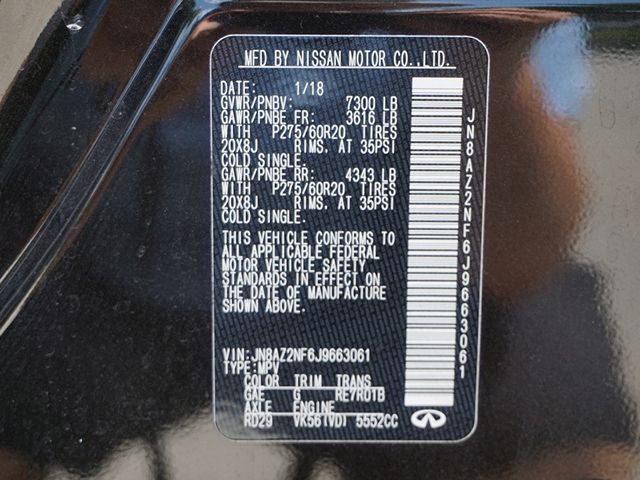 MFD BY NISSAN MOTOR CO.,LTD.
DATE: 1/18
GVWR/PNBV: 7300 LB
GAWR/PNBE FR: 3616 LB
WITH P275/60R20 TIRES
20X8J RIMS, AT 35PSI
COLD SINGLE.
GAWR/PNBE RR: 4343 LB
WITH P275/60R20 TIRES
20X8J RIMS, AT 35PSI
COLD SINGLE.
THIS VEHICLE CONFORMS TO
ALL APPLICABLE FEDERAL
MOTOR VEHICLE SAFETY
STANDARDS IN EFFECT ON
THE DATE OF MANUFACTURE
SHOWN ABOVE.
VIN:JN8AZ2NF6J9663061
TYPE:MPV
COLOR TRIM TRANS
GAE G RE7R01B
AXLE ENGINE
RD29 VK56(VD) 5552CC
JN8AZ2NF6J9663061